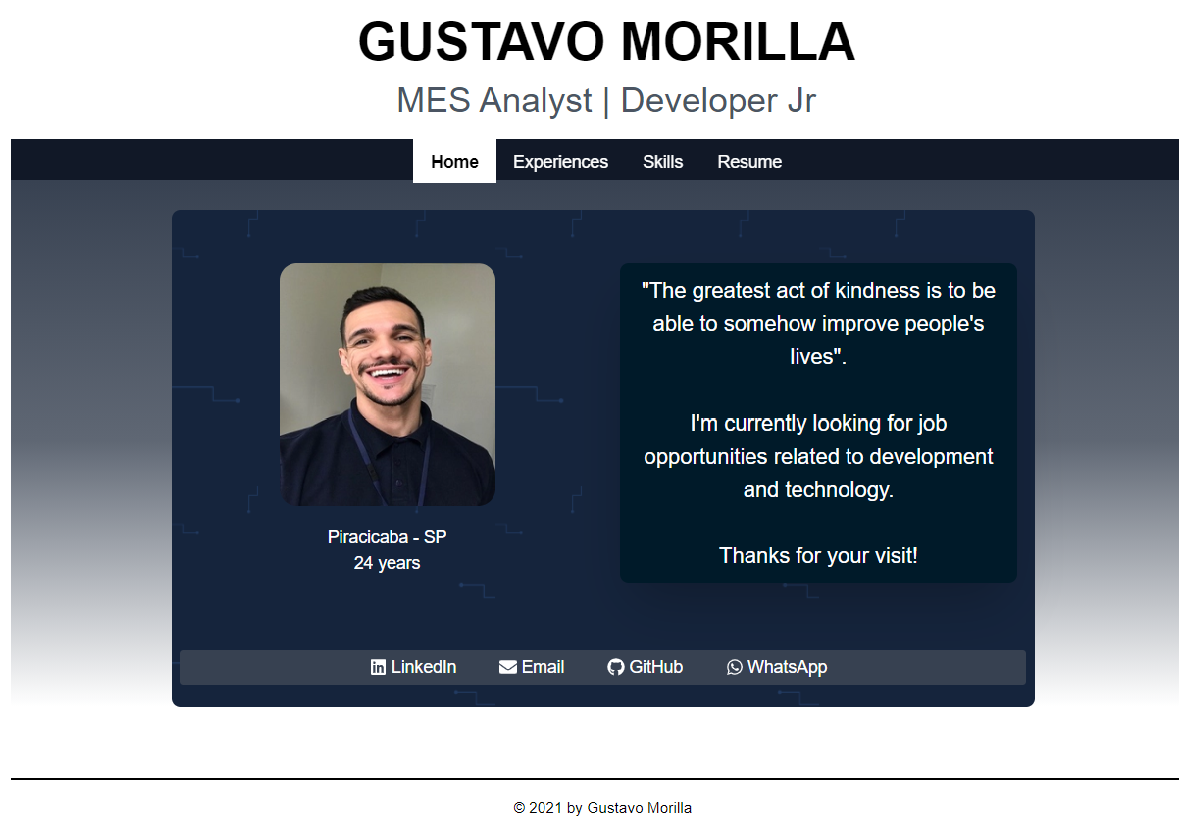 GUSTAVO MORILLA
MES Analyst | Developer Jr
Home Experiences Skills Resume
"The greatest act of kindness is to be
able to somehow improve people's
lives".
I'm currently looking for job
opportunities related to development
and technology.
Thanks for your visit!
Piracicaba - SP
24 years
LinkedIn Email GitHub WhatsApp
© 2021 by Gustavo Morilla